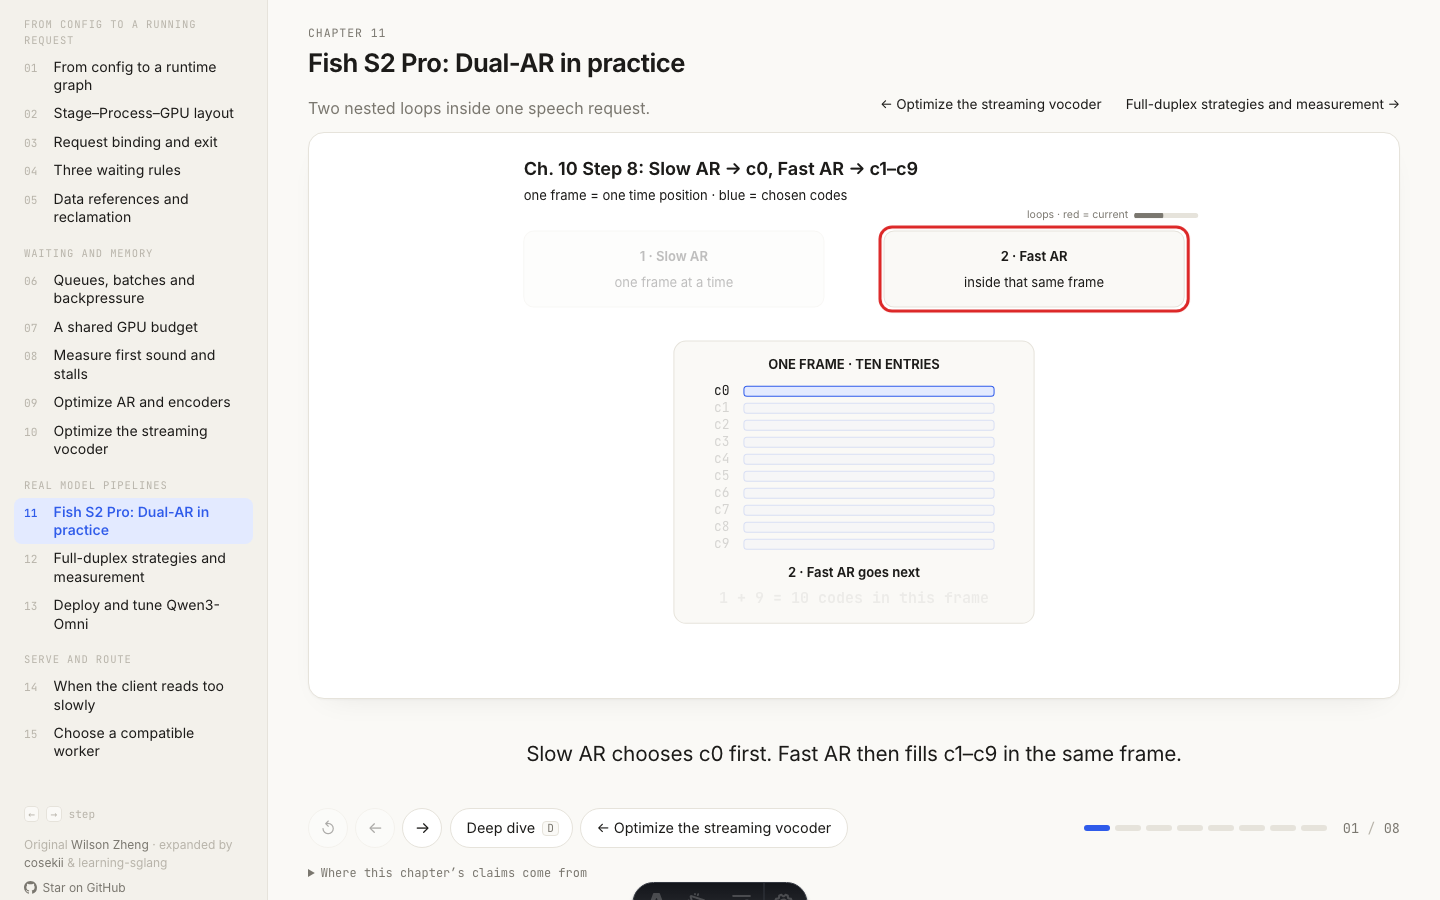 FROM CONFIG TO A RUNNING
REQUEST
01 From config to a runtime
graph
02 Stage–Process–GPU layout
03 Request binding and exit
04 Three waiting rules
05 Data references and
reclamation
WAITING AND MEMORY
06 Queues, batches and
backpressure
07 A shared GPU budget
08 Measure first sound and
stalls
09 Optimize AR and encoders
10 Optimize the streaming
vocoder
REAL MODEL PIPELINES
11 Fish S2 Pro: Dual-AR in
practice
12 Full-duplex strategies and
measurement
13 Deploy and tune Qwen3-
Omni
SERVE AND ROUTE
14 When the client reads too
slowly
15 Choose a compatible
worker
← → step
Original Wilson Zheng · expanded by
cosekii & learning-sglang
Star on GitHub
CHAPTER 11
Fish S2 Pro: Dual-AR in practice
Two nested loops inside one speech request.
← Optimize the streaming vocoder
Full-duplex strategies and measurement →
Ch. 10 Step 8: Slow AR → c0, Fast AR → c1–c9
one frame = one time position · blue = chosen codes
loops · red = current
1 · Slow AR
one frame at a time
2 · Fast AR
inside that same frame
ONE FRAME · TEN ENTRIES
c0
c1
c2
c3
c4
c5
c6
c7
c8
c9
2 · Fast AR goes next
1 + 9 = 10 codes in this frame
Slow AR chooses c0 first. Fast AR then fills c1–c9 in the same frame.
← → Deep dive D ← Optimize the streaming vocoder
01 / 08
▶ Where this chapter's claims come from